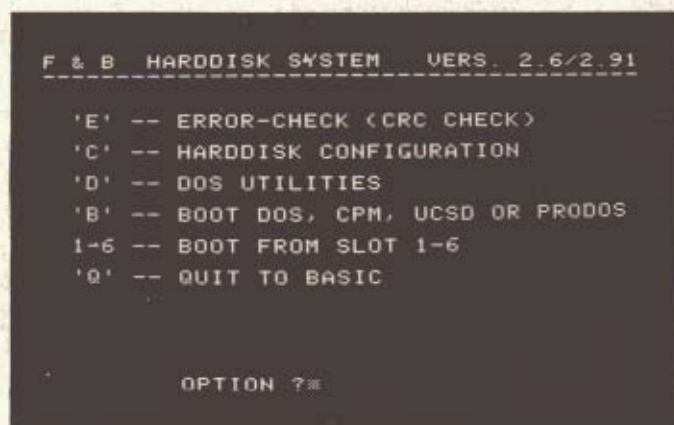 F & B HARDDISK SYSTEM VERS. 2.6/2.91
'E' -- ERROR-CHECK (CRC CHECK)
'C' -- HARDDISK CONFIGURATION
'D' -- DOS UTILITIES
'B' -- BOOT DOS, CPM, UCSD OR PRODOS
1-6 -- BOOT FROM SLOT 1-6
'Q' -- QUIT TO BASIC
OPTION ?